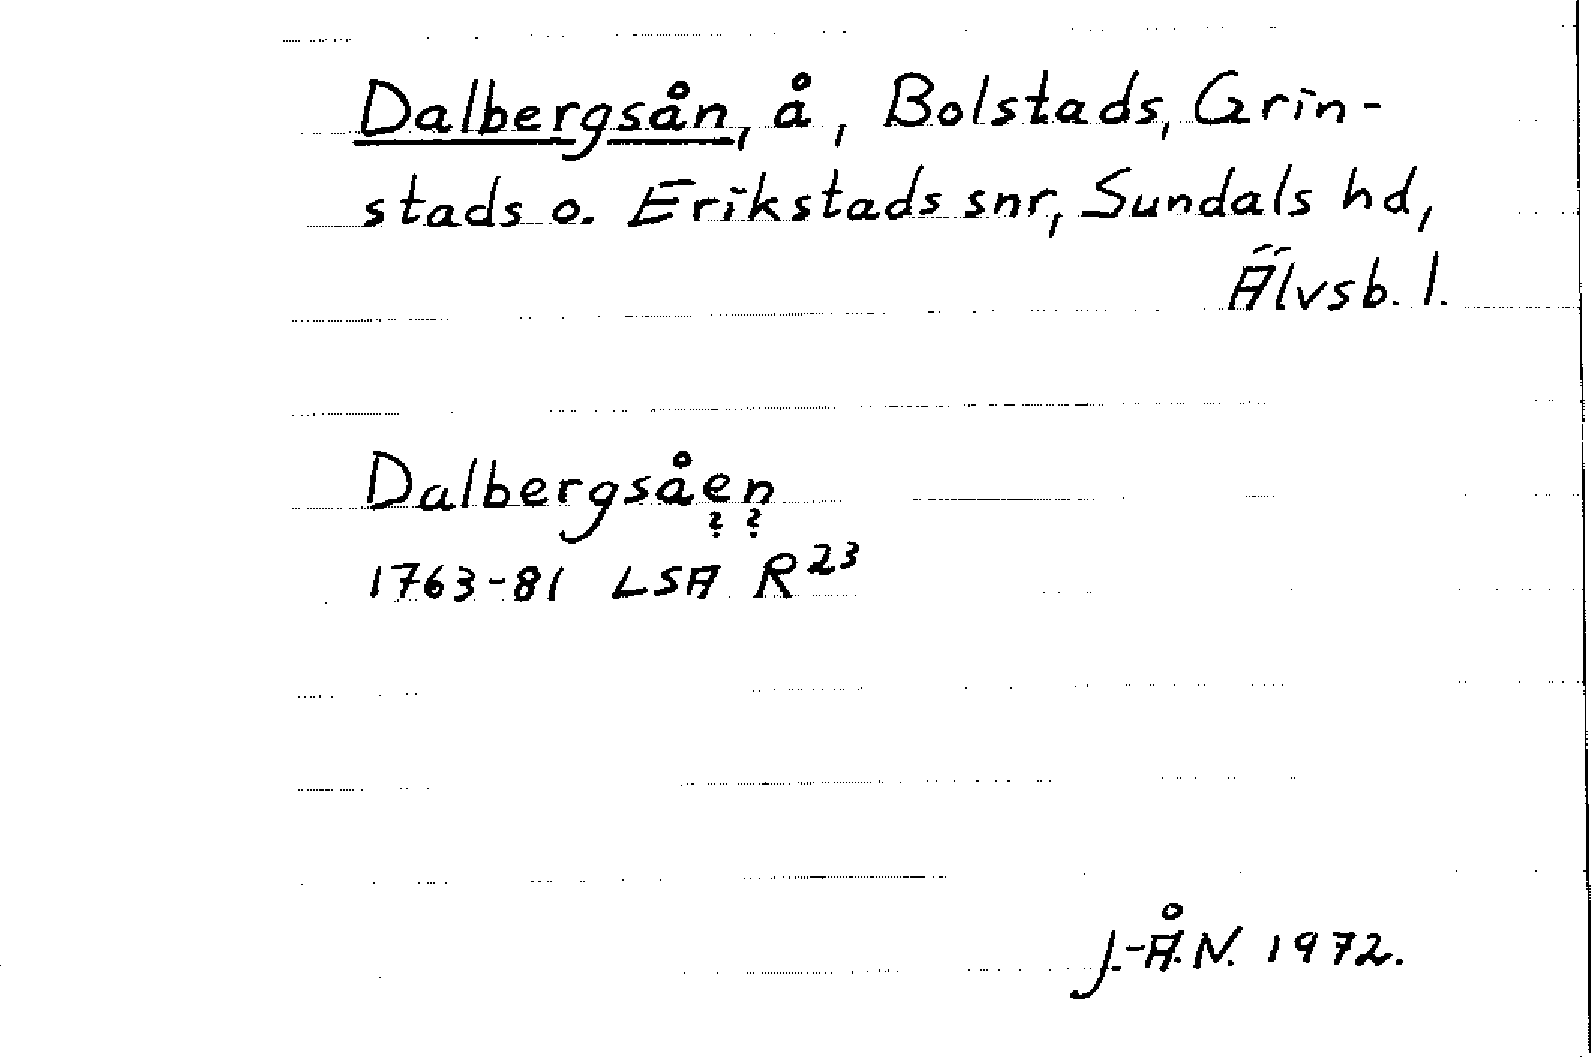 Dalbergsån, å, Bolstads, Grin-
stads o. Erikstads snr, Sundals hd,
Älvsb. l.
Dalbergsåen
? ?
1763-81 LSA R²³
J.-Å.N. 1972.